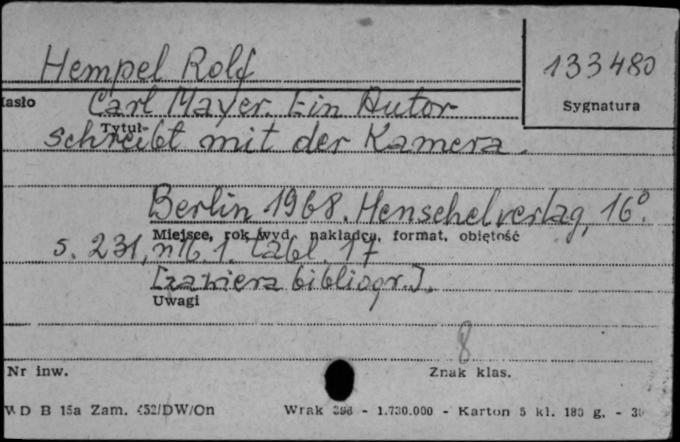 Hempel Rolf
133480
Hasło
Sygnatura
Carl Mayer. Ein Autor
Tytuł
schreibt mit der Kamera.
Berlin 1968. Henschelverlag, 16°.
Miejsce, rok wyd., nakładca, format, objętość
s. 231, nlb. 1. tabl. 17
[zawiera bibliogr.].
Uwagi
8
Nr inw.
Znak klas.
WD B 15a Zam. 452/DW/On Wrak - 1.730.000 - Karton 5 kl. 180 g. -